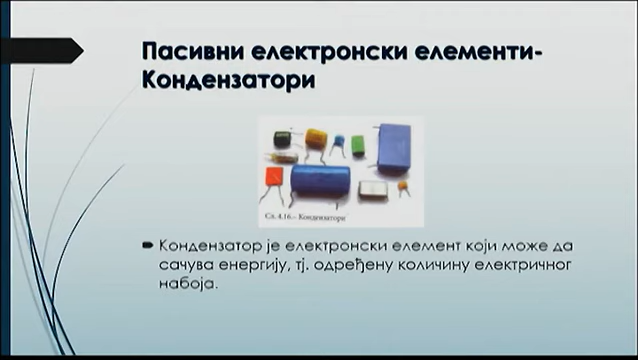 Пасивни електронски елементи-
Кондензатори
Сл. 4.16.- Кондензатори
Кондензатор је електронски елемент који може да
сачува енергију, тј. одређену количину електричног
набоја.